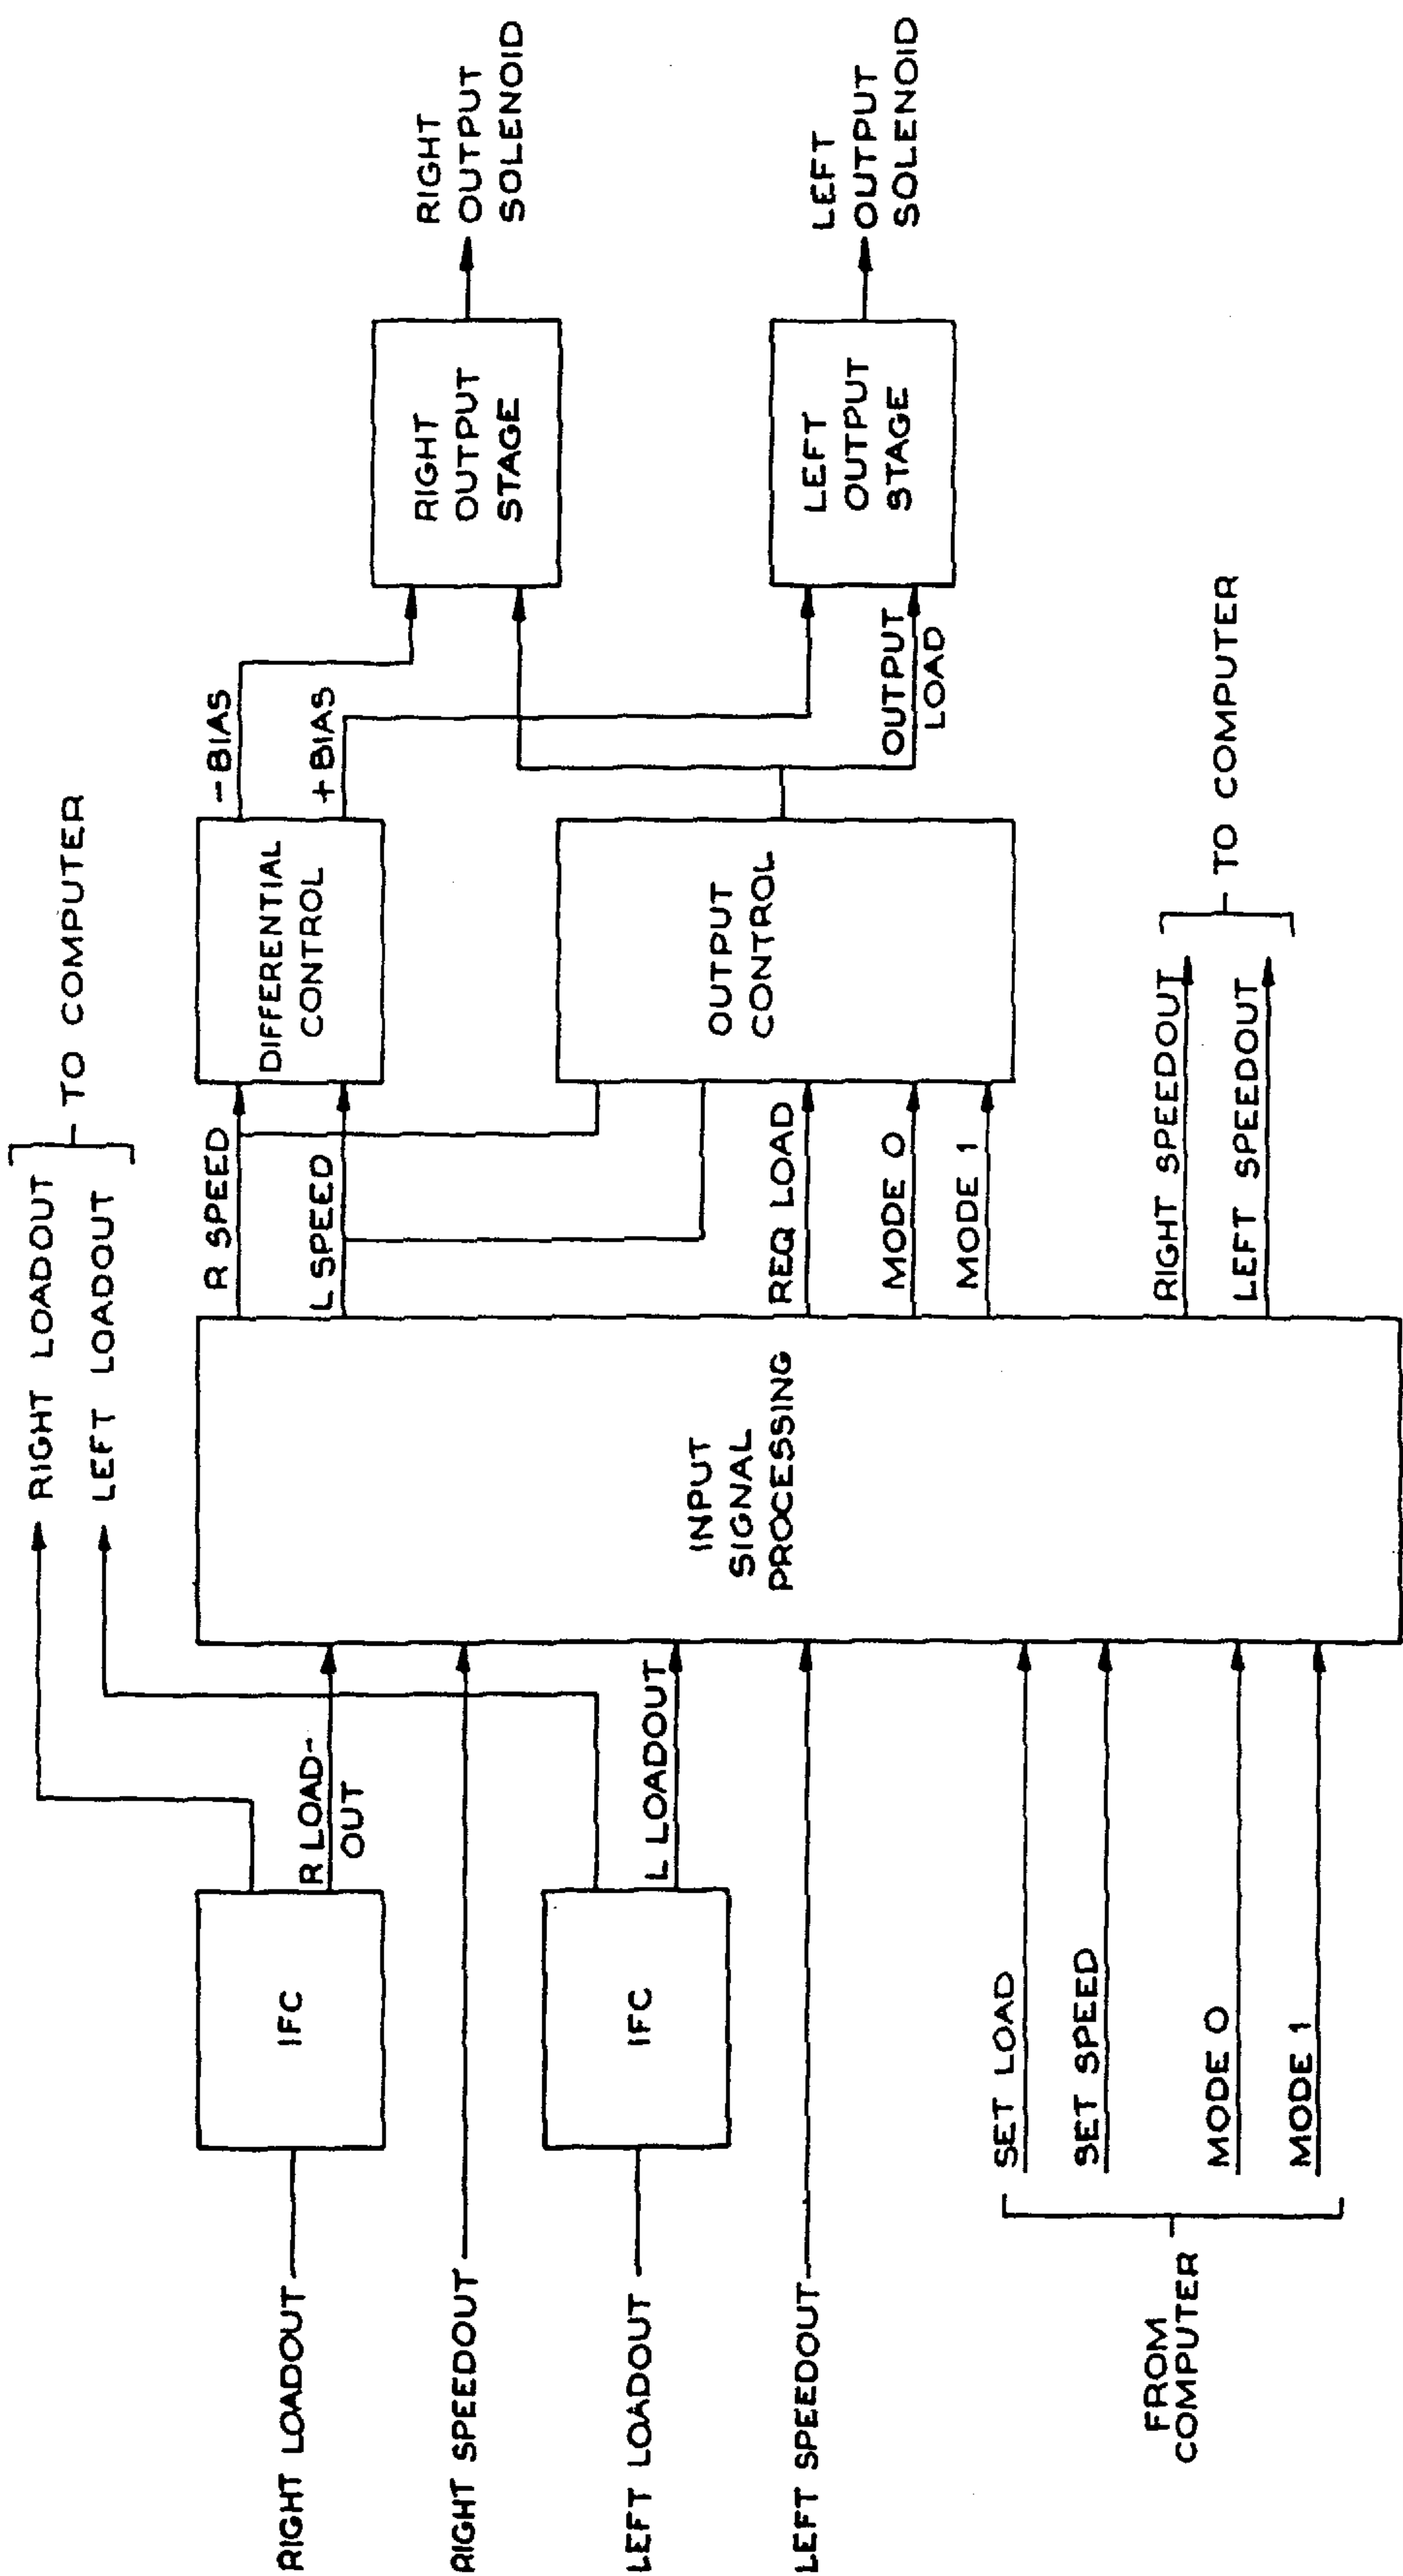 RIGHT LOADOUT
LEFT LOADOUT
TO COMPUTER
RIGHT LOADOUT
RIGHT SPEEDOUT
LEFT LOADOUT
LEFT SPEEDOUT
IFC
IFC
R LOAD-
OUT
L LOADOUT
FROM
COMPUTER
SET LOAD
SET SPEED
MODE 0
MODE 1
INPUT
SIGNAL
PROCESSING
R SPEED
L SPEED
REQ LOAD
MODE 0
MODE 1
RIGHT SPEEDOUT
LEFT SPEEDOUT
TO COMPUTER
DIFFERENTIAL
CONTROL
OUTPUT
CONTROL
-BIAS
+BIAS
OUTPUT
LOAD
RIGHT
OUTPUT
STAGE
LEFT
OUTPUT
STAGE
RIGHT
OUTPUT
SOLENOID
LEFT
OUTPUT
SOLENOID